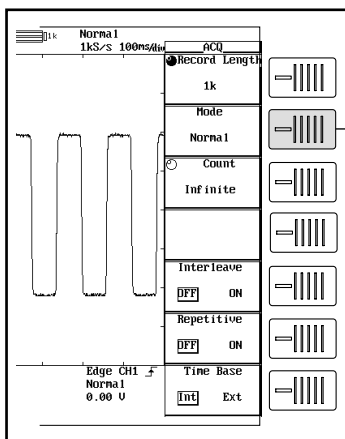 1k Normal
1kS/s 100ms/div
ACQ
Record Length
1k
Mode
Normal
Count
Infinite
Interleave
OFF ON
Repetitive
OFF ON
Time Base
Int Ext
Edge CH1
Normal
0.00 V